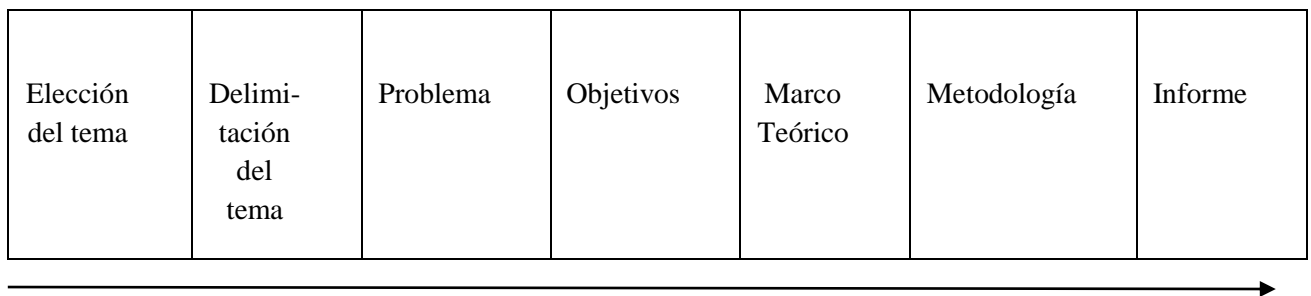 Elección
del tema
Delimi-
tación
del
tema
Problema
Objetivos
Marco
Teórico
Metodología
Informe